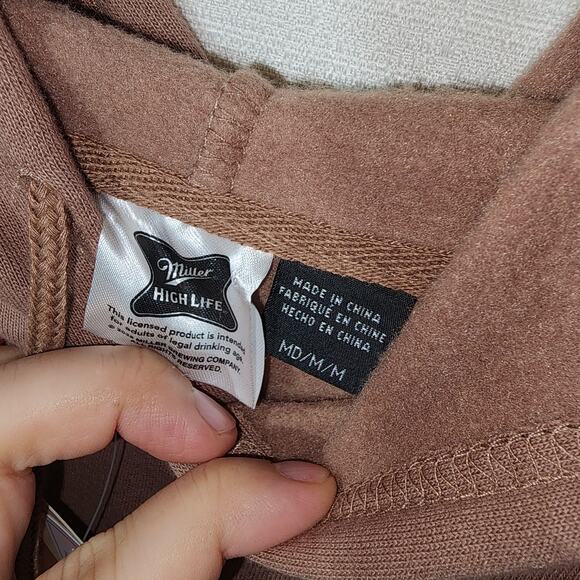 Miller
HIGH LIFE
This licensed product is intended
for adults of legal drinking age.
MILLER BREWING COMPANY.
RESERVED.
MADE IN CHINA
FABRIQUÉ EN CHINE
HECHO EN CHINA
MD/M/M